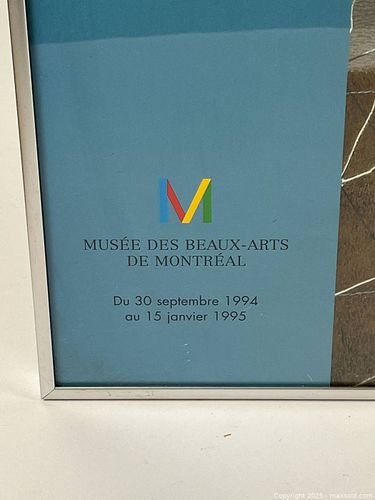 M
MUSÉE DES BEAUX-ARTS
DE MONTRÉAL
Du 30 septembre 1994
au 15 janvier 1995
Copyright 2025 - maxsold.com